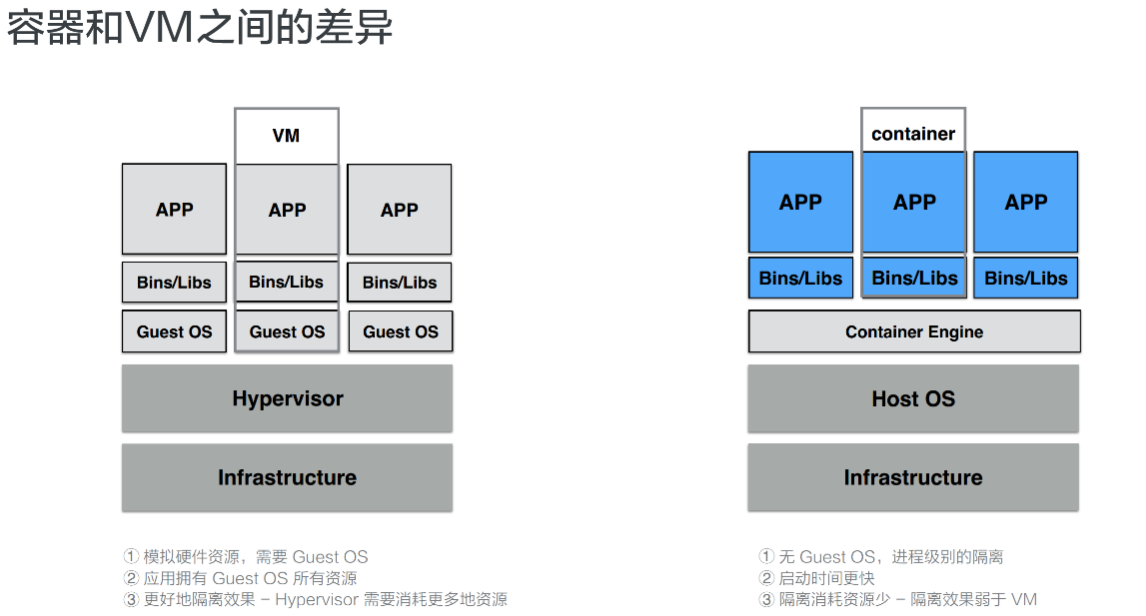 容器和VM之间的差异
VM
APP APP APP
Bins/Libs Bins/Libs Bins/Libs
Guest OS Guest OS Guest OS
Hypervisor
Infrastructure
① 模拟硬件资源，需要 Guest OS
② 应用拥有 Guest OS 所有资源
③ 更好地隔离效果 – Hypervisor 需要消耗更多地资源
container
APP APP APP
Bins/Libs Bins/Libs Bins/Libs
Container Engine
Host OS
Infrastructure
① 无 Guest OS，进程级别的隔离
② 启动时间更快
③ 隔离消耗资源少 – 隔离效果弱于 VM